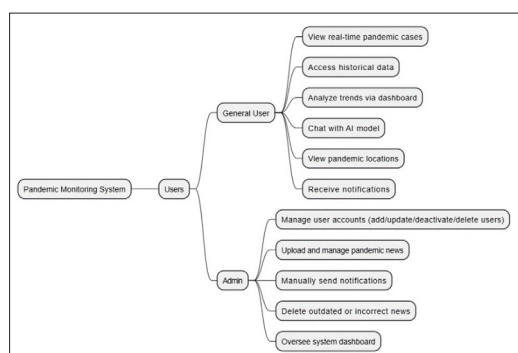 View real-time pandemic cases
Access historical data
Analyze trends via dashboard
General User
Chat with AI model
View pandemic locations
Receive notifications
Pandemic Monitoring System
Users
Manage user accounts (add/update/deactivate/delete users)
Upload and manage pandemic news
Admin
Manually send notifications
Delete outdated or incorrect news
Oversee system dashboard